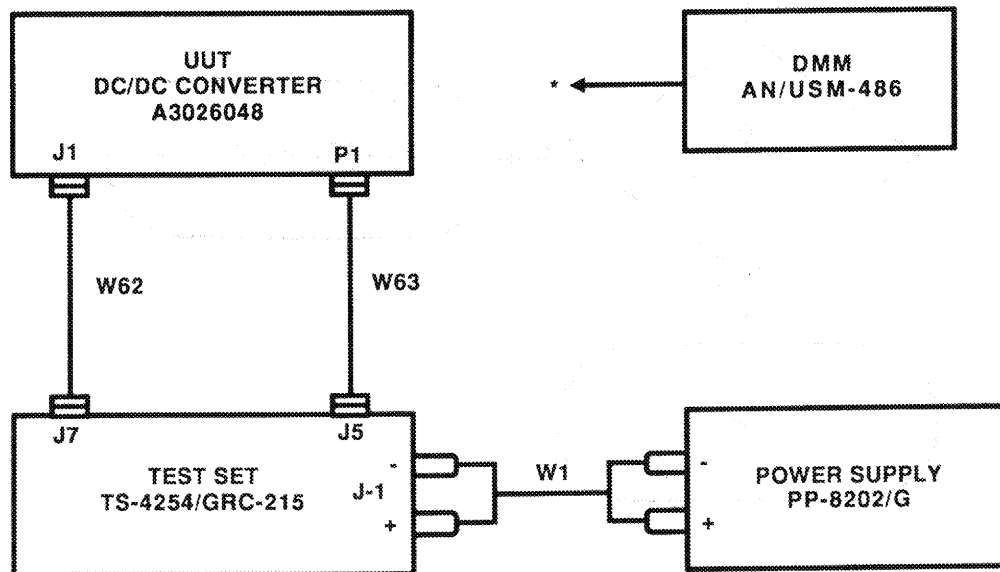 UUT
DC/DC CONVERTER
A3026048
J1
P1
*
DMM
AN/USM-486
W62
W63
J7
J5
TEST SET
TS-4254/GRC-215
-
J-1
+
W1
-
+
POWER SUPPLY
PP-8202/G